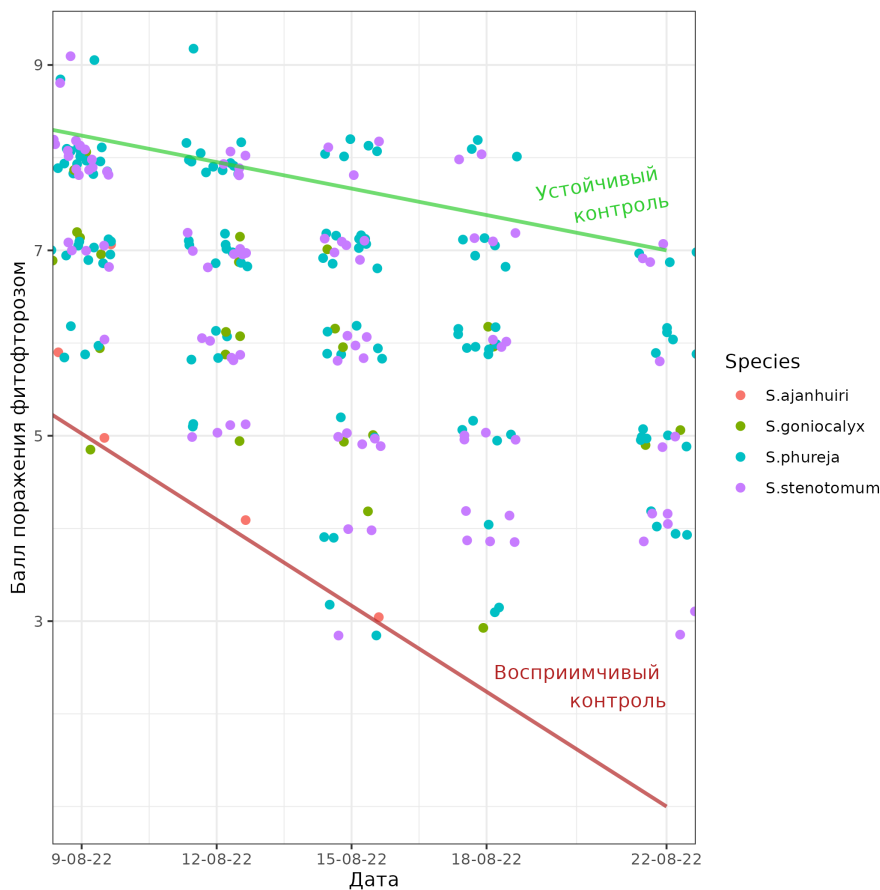 9
7
5
3
Балл поражения фитофторозом
Устойчивый
контроль
Восприимчивый
контроль
9-08-22
12-08-22
15-08-22
18-08-22
22-08-22
Дата
Species
S.ajanhuiri
S.goniocalyx
S.phureja
S.stenotomum